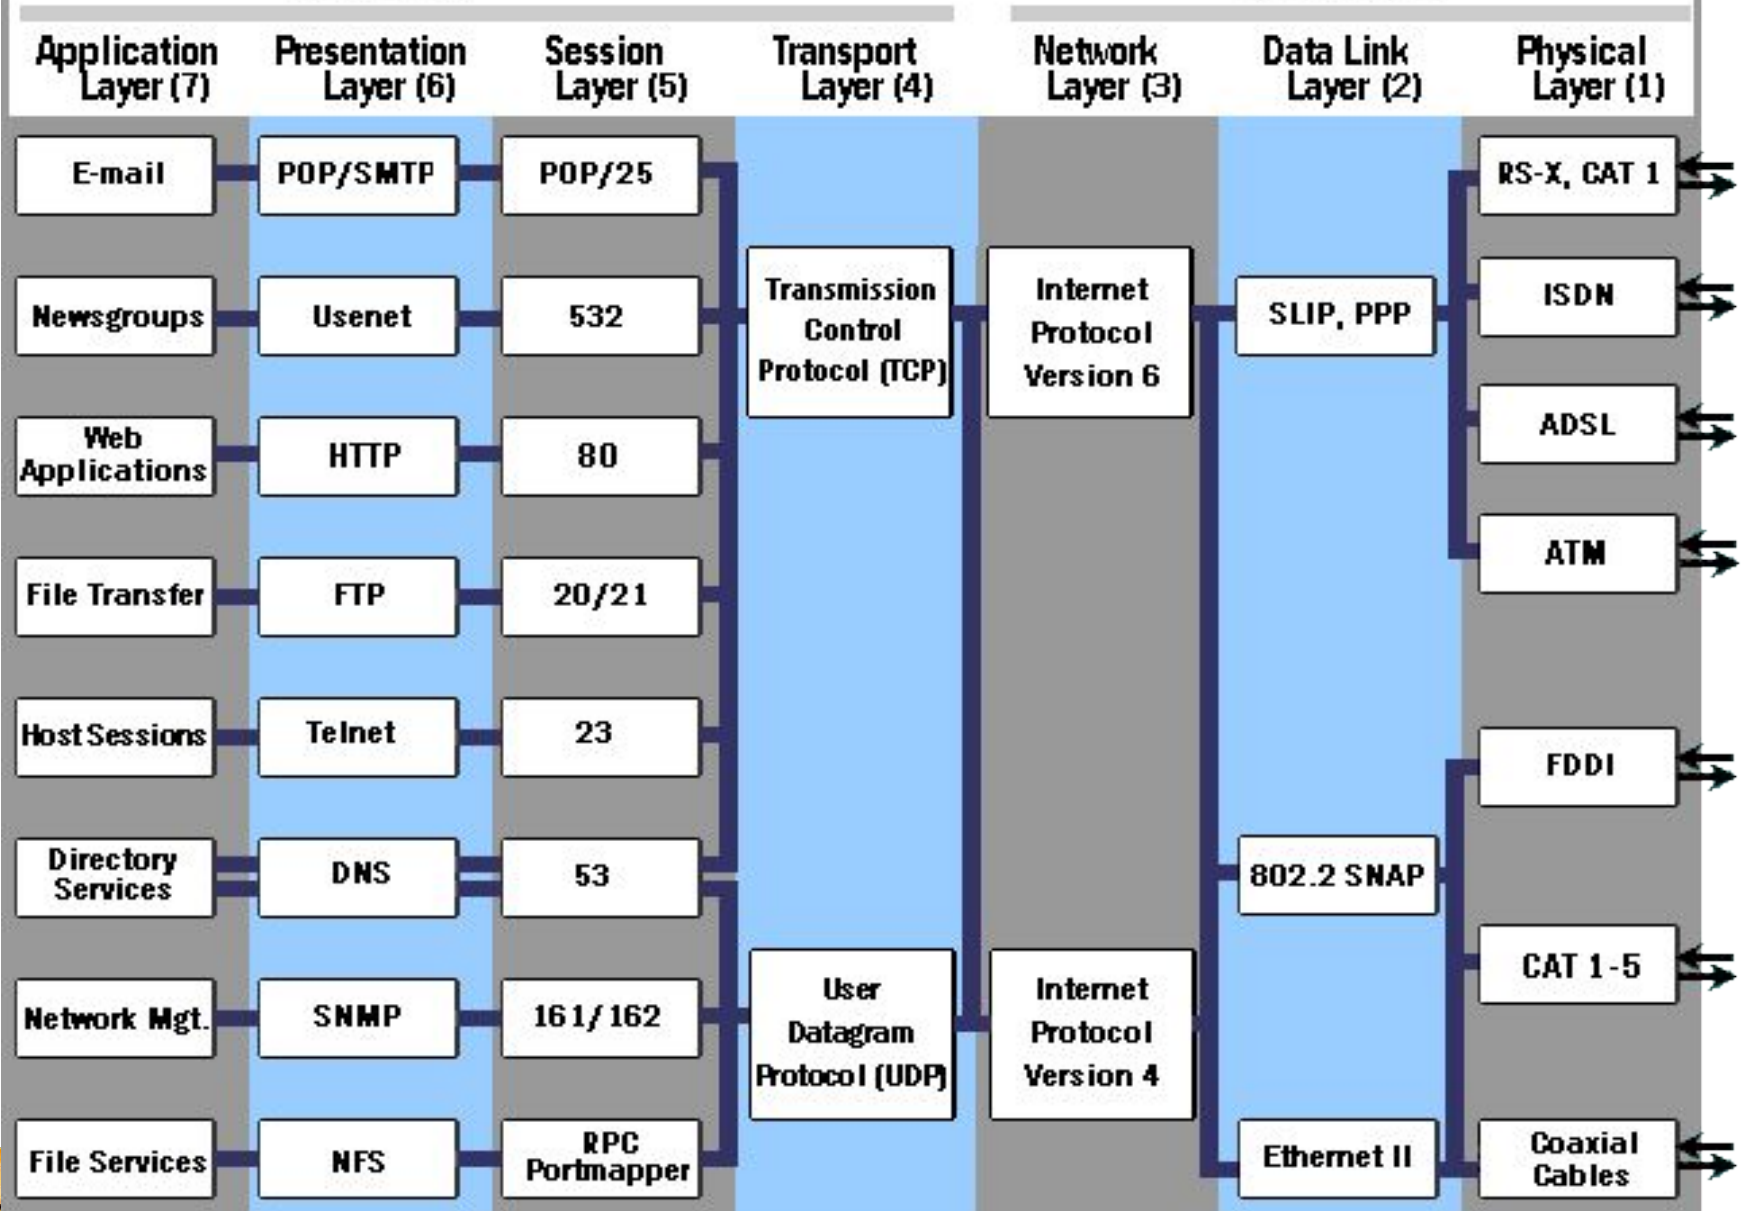 Application
Layer (7)
Presentation
Layer (6)
Session
Layer (5)
Transport
Layer (4)
Network
Layer (3)
Data Link
Layer (2)
Physical
Layer (1)
E-mail
POP/SMTP
POP/25
Newsgroups
Usenet
532
Web
Applications
HTTP
80
File Transfer
FTP
20/21
Host Sessions
Telnet
23
Directory
Services
DNS
53
Network Mgt.
SNMP
161/162
File Services
NFS
RPC
Portmapper
Transmission
Control
Protocol (TCP)
User
Datagram
Protocol (UDP)
Internet
Protocol
Version 6
Internet
Protocol
Version 4
SLIP, PPP
802.2 SNAP
Ethernet II
RS-X, CAT 1
ISDN
ADSL
ATM
FDDI
CAT 1-5
Coaxial
Cables